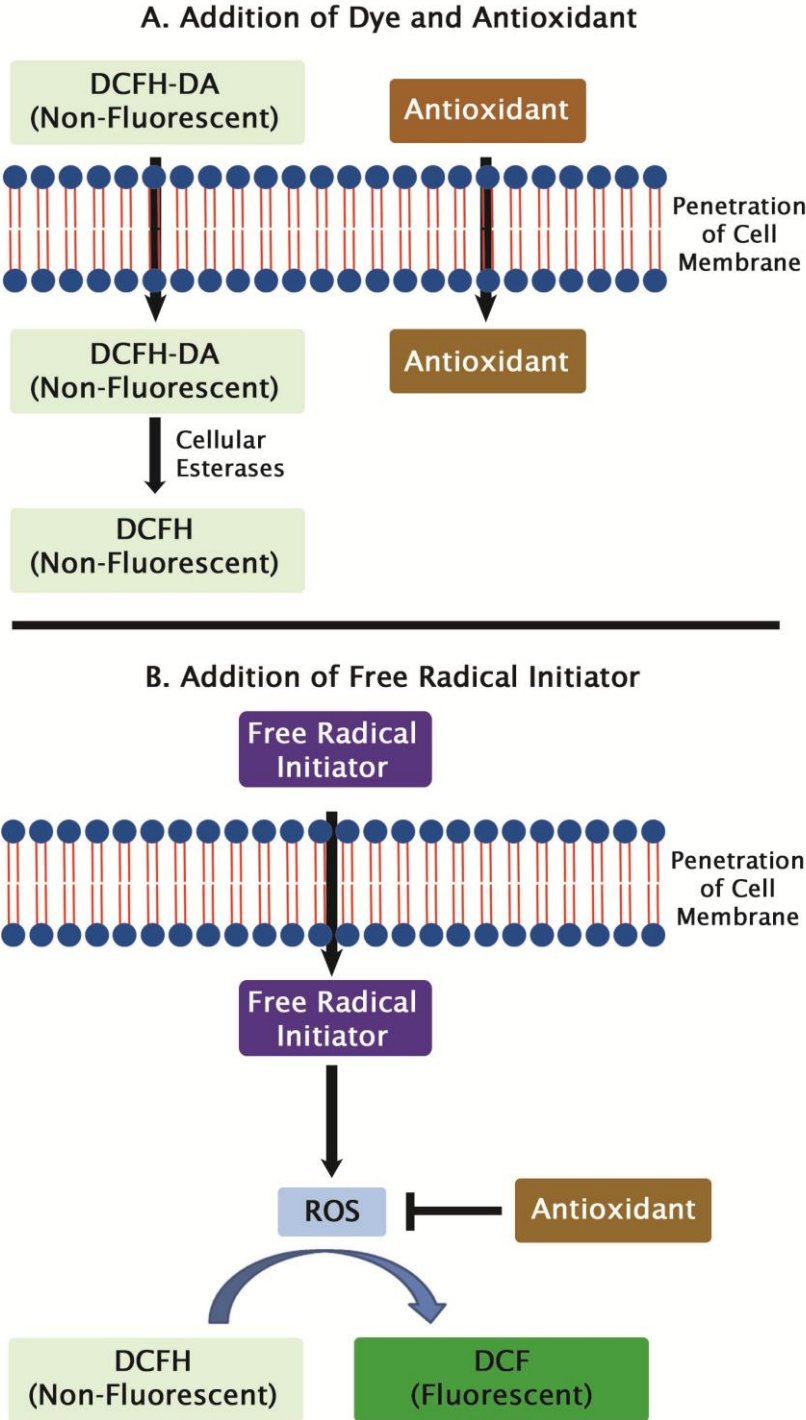 A. Addition of Dye and Antioxidant
DCFH-DA
(Non-Fluorescent)
Antioxidant
Penetration
of Cell
Membrane
DCFH-DA
(Non-Fluorescent)
Antioxidant
Cellular
Esterases
DCFH
(Non-Fluorescent)
B. Addition of Free Radical Initiator
Free Radical
Initiator
Penetration
of Cell
Membrane
Free Radical
Initiator
ROS
Antioxidant
DCFH
(Non-Fluorescent)
DCF
(Fluorescent)